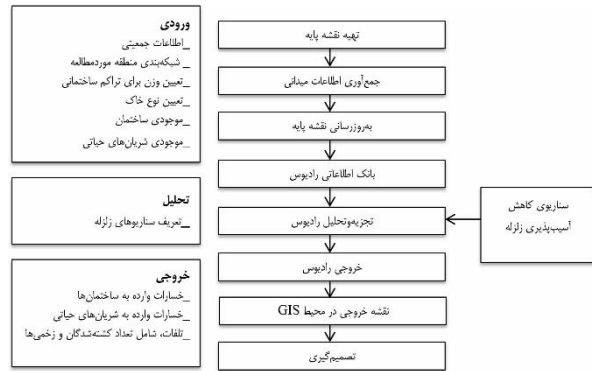 ورودی
_اطلاعات جمعیتی
_ شبکه‌بندی منطقه موردمطالعه
_تعیین وزن برای تراکم ساختمانی
_تعیین نوع خاک
_موجودی ساختمان
_موجودی شریان‌های حیاتی
تحلیل
_تعریف سناریوهای زلزله
خروجی
_خسارات وارده به ساختمان‌ها
_خسارات وارده به شریان‌های حیاتی
_تلفات، شامل تعداد کشته‌شدگان و زخمی‌ها
تهیه نقشه پایه
جمع‌آوری اطلاعات میدانی
به‌روزرسانی نقشه پایه
بانک اطلاعاتی رادیوس
تجزیه‌وتحلیل رادیوس
خروجی رادیوس
نقشه خروجی در محیط GIS
تصمیم‌گیری
سناریوی کاهش
آسیب‌پذیری زلزله